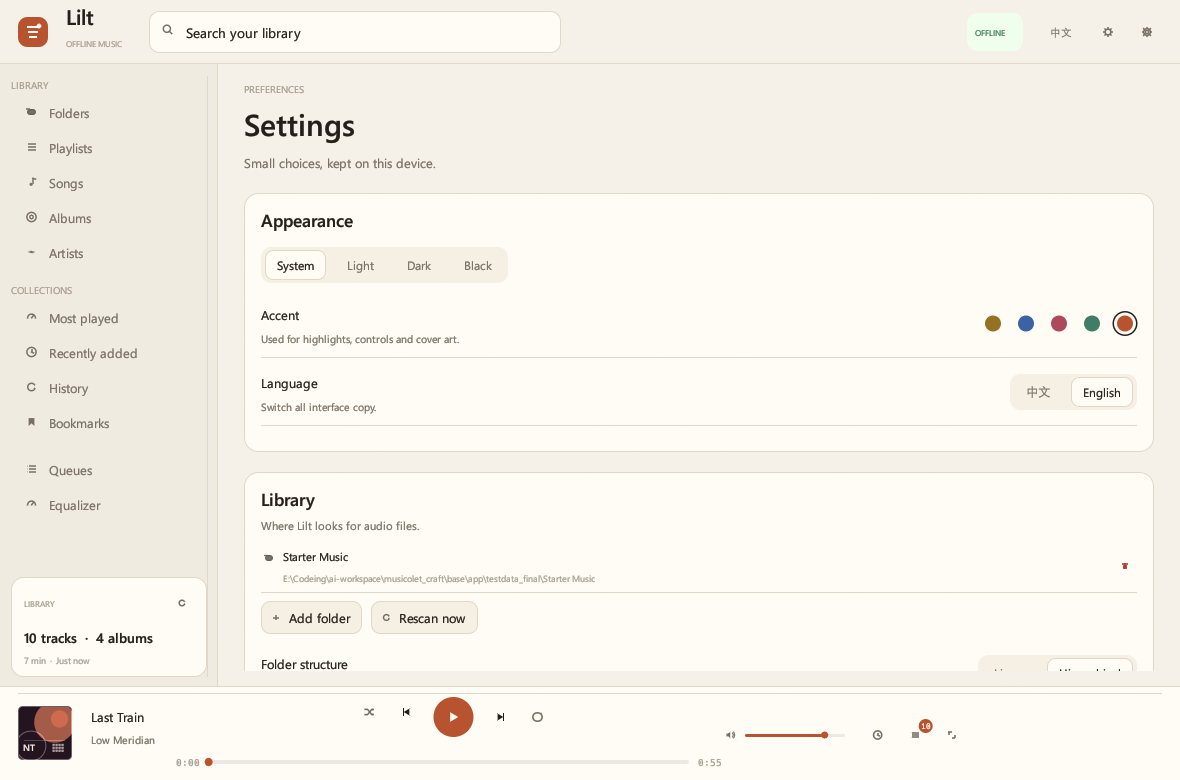 Lilt
OFFLINE MUSIC
Search your library
OFFLINE
中文
LIBRARY
Folders
Playlists
Songs
Albums
Artists
COLLECTIONS
Most played
Recently added
History
Bookmarks
Queues
Equalizer
LIBRARY
10 tracks · 4 albums
7 min · Just now
PREFERENCES
Settings
Small choices, kept on this device.
Appearance
System Light Dark Black
Accent
Used for highlights, controls and cover art.
Language
Switch all interface copy.
中文 English
Library
Where Lilt looks for audio files.
Starter Music
E:\Codeing\ai-workspace\musicolet_craft\base\app\testdata_final\Starter Music
+ Add folder Rescan now
Folder structure
NT
Last Train
Low Meridian
0:00
0:55
10